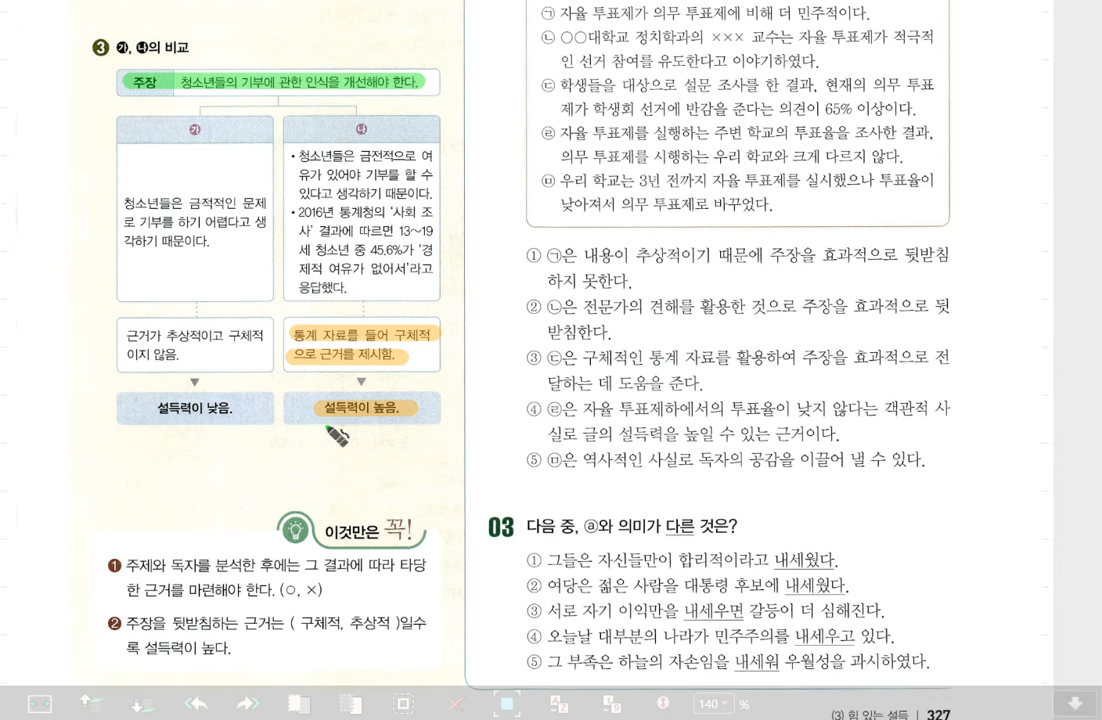 3 가, 나의 비교
주장 청소년들의 기부에 관한 인식을 개선해야 한다.
가
청소년들은 금적적인 문제
로 기부를 하기 어렵다고 생
각하기 때문이다.
근거가 추상적이고 구체적
이지 않음.
▼
설득력이 낮음.
나
• 청소년들은 금전적으로 여
유가 있어야 기부를 할 수
있다고 생각하기 때문이다.
• 2016년 통계청의 ‘사회 조
사’ 결과에 따르면 13~19
세 청소년 중 45.6%가 ‘경
제적 여유가 없어서’라고
응답했다.
통계 자료를 들어 구체적
으로 근거를 제시함.
▼
설득력이 높음.
이것만은 꼭!
1 주제와 독자를 분석한 후에는 그 결과에 따라 타당
한 근거를 마련해야 한다. (○, ×)
2 주장을 뒷받침하는 근거는 ( 구체적, 추상적 )일수
록 설득력이 높다.
㉠ 자율 투표제가 의무 투표제에 비해 더 민주적이다.
㉡ ○○대학교 정치학과의 ××× 교수는 자율 투표제가 적극적
인 선거 참여를 유도한다고 이야기하였다.
㉢ 학생들을 대상으로 설문 조사를 한 결과, 현재의 의무 투표
제가 학생회 선거에 반감을 준다는 의견이 65% 이상이다.
㉣ 자율 투표제를 실행하는 주변 학교의 투표율을 조사한 결과,
의무 투표제를 시행하는 우리 학교와 크게 다르지 않다.
㉤ 우리 학교는 3년 전까지 자율 투표제를 실시했으나 투표율이
낮아져서 의무 투표제로 바꾸었다.
① ㉠은 내용이 추상적이기 때문에 주장을 효과적으로 뒷받침
하지 못한다.
② ㉡은 전문가의 견해를 활용한 것으로 주장을 효과적으로 뒷
받침한다.
③ ㉢은 구체적인 통계 자료를 활용하여 주장을 효과적으로 전
달하는 데 도움을 준다.
④ ㉣은 자율 투표제하에서의 투표율이 낮지 않다는 객관적 사
실로 글의 설득력을 높일 수 있는 근거이다.
⑤ ㉤은 역사적인 사실로 독자의 공감을 이끌어 낼 수 있다.
03 다음 중, ⓐ와 의미가 다른 것은?
① 그들은 자신들만이 합리적이라고 내세웠다.
② 여당은 젊은 사람을 대통령 후보에 내세웠다.
③ 서로 자기 이익만을 내세우면 갈등이 더 심해진다.
④ 오늘날 대부분의 나라가 민주주의를 내세우고 있다.
⑤ 그 부족은 하늘의 자손임을 내세워 우월성을 과시하였다.
140 %
(3) 힘 있는 설득 | 327